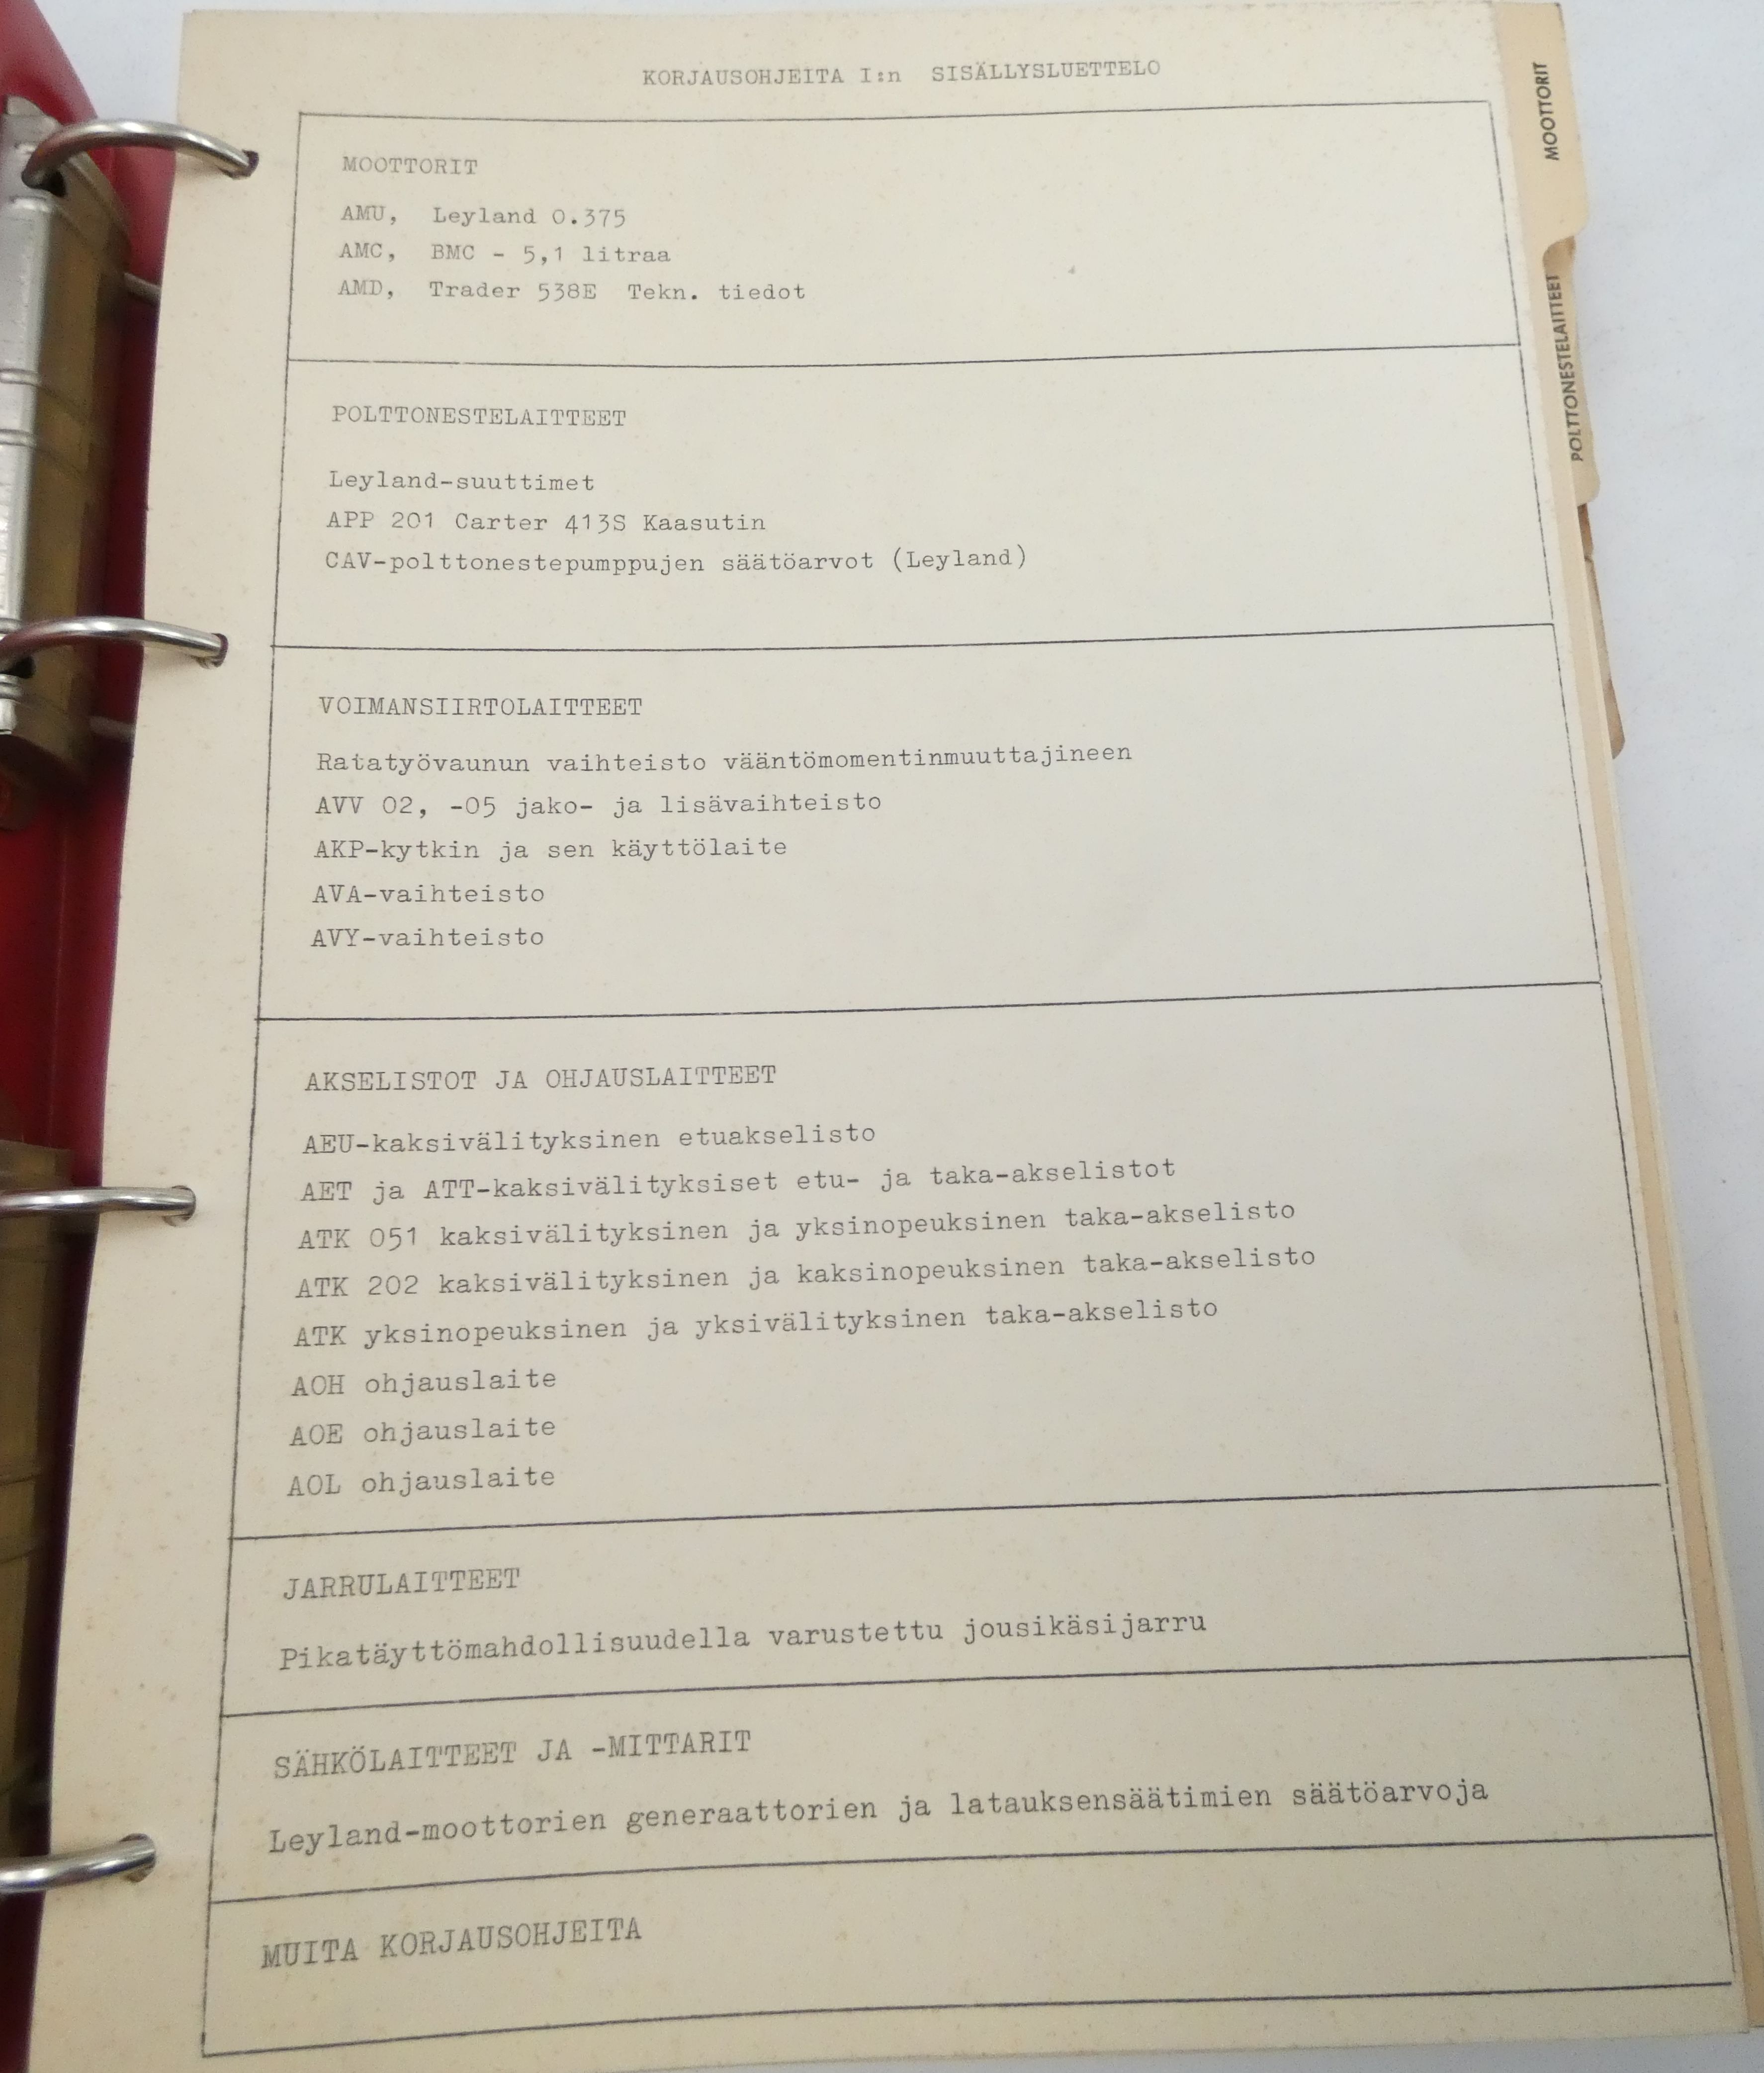 KORJAUSOHJEITA I:n SISÄLLYSLUETTELO
MOOTTORIT
AMU, Leyland 0.375
AMC, BMC - 5,1 litraa
AMD, Trader 538E Tekn. tiedot
POLTTONESTELAITTEET
Leyland-suuttimet
APP 201 Carter 413S Kaasutin
CAV-polttonestepumppujen säätöarvot (Leyland)
VOIMANSIIRTOLAITTEET
Ratatyövaunun vaihteisto vääntömomentinmuuttajineen
AVV 02, -05 jako- ja lisävaihteisto
AKP-kytkin ja sen käyttölaite
AVA-vaihteisto
AVY-vaihteisto
AKSELISTOT JA OHJAUSLAITTEET
AEU-kaksivälityksinen etuakselisto
AET ja ATT-kaksivälityksiset etu- ja taka-akselistot
ATK 051 kaksivälityksinen ja yksinopeuksinen taka-akselisto
ATK 202 kaksivälityksinen ja kaksinopeuksinen taka-akselisto
ATK yksinopeuksinen ja yksivälityksinen taka-akselisto
AOH ohjauslaite
AOE ohjauslaite
AOL ohjauslaite
JARRULAITTEET
Pikatäyttömahdollisuudella varustettu jousikäsijarru
SÄHKÖLAITTEET JA -MITTARIT
Leyland-moottorien generaattorien ja latauksensäätimien säätöarvoja
MUITA KORJAUSOHJEITA
MOOTTORIT
POLTTONESTELAITTEET